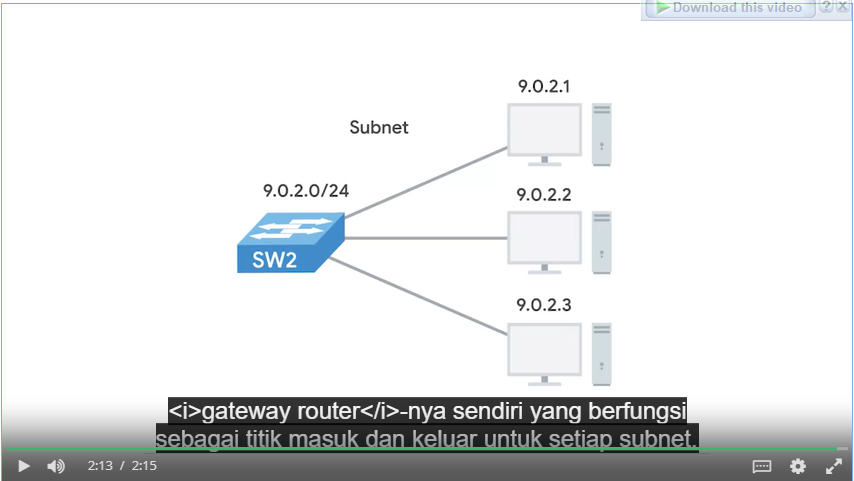 Download this video
? X
9.0.2.1
Subnet
9.0.2.0/24
9.0.2.2
SW2
9.0.2.3
<i>gateway router</i>-nya sendiri yang berfungsi
sebagai titik masuk dan keluar untuk setiap subnet.
2:13 / 2:15